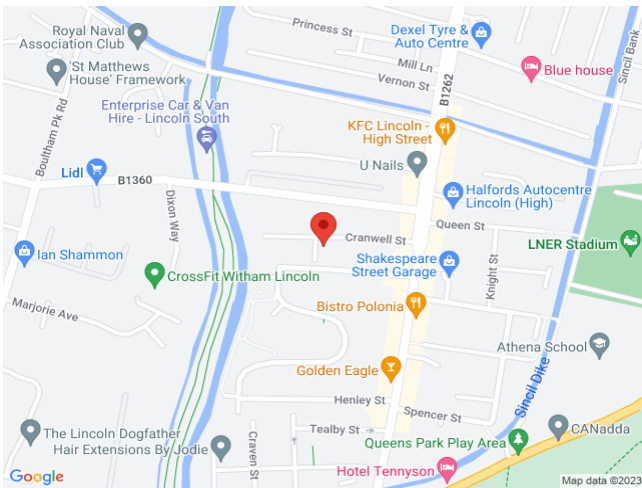 Royal Naval
Association Club
Princess St
Dexel Tyre &
Auto Centre
Mill Ln
Sincil Bank
'St Matthews
House' Framework
Vernon St
Blue house
B1262
Boultham Pk Rd
Enterprise Car & Van
Hire - Lincoln South
KFC Lincoln -
High Street
U Nails
Lidl
B1360
Halfords Autocentre
Lincoln (High)
Dixon Way
Queen St
Cranwell St
LNER Stadium
Ian Shammon
Shakespeare
Street Garage
Knight St
CrossFit Witham Lincoln
Marjorie Ave
Bistro Polonia
Athena School
Golden Eagle
Sincil Dike
Henley St
Spencer St
The Lincoln Dogfather
Tealby St
CANadda
Hair Extensions By Jodie
Craven St
Queens Park Play Area
Hotel Tennyson
Google
Map data ©2023